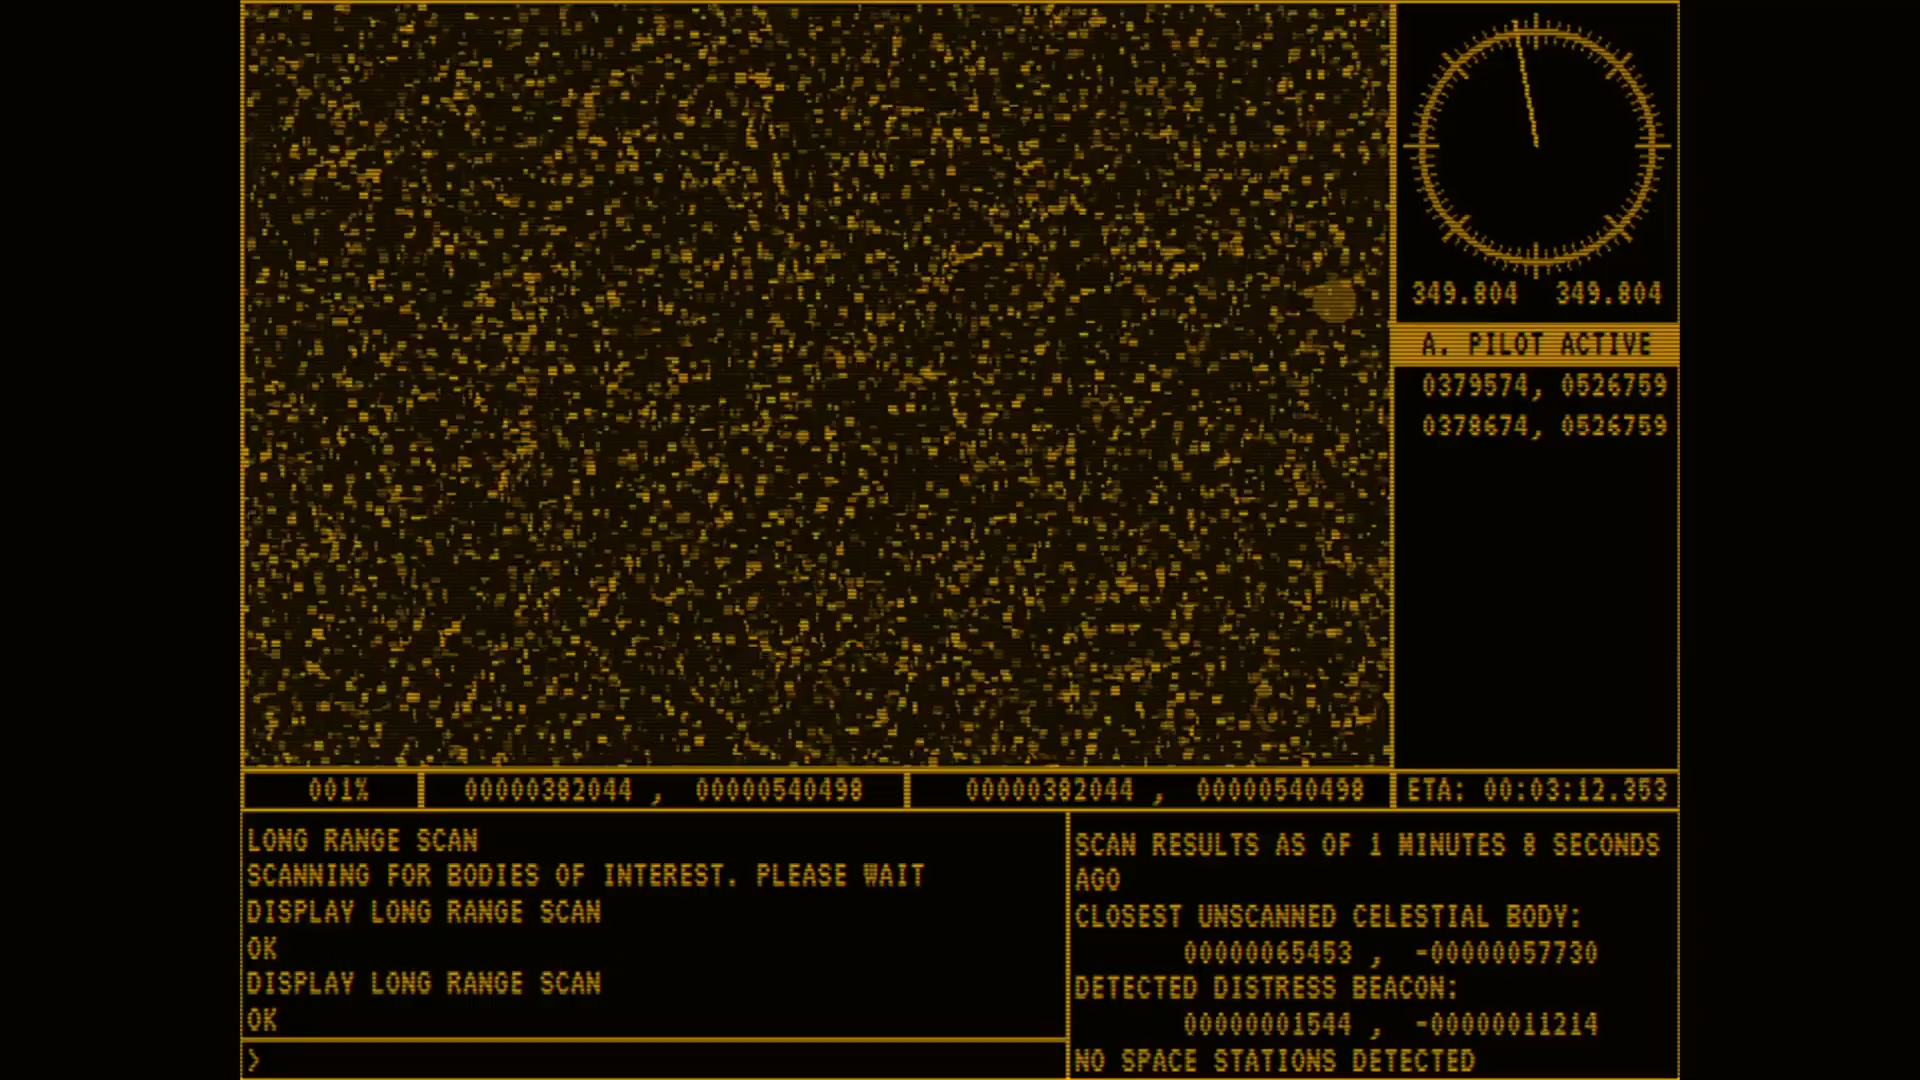 349.804 349.804
A. PILOT ACTIVE
0379574, 0526759
0378674, 0526759
001% 00000382044 , 00000540498 00000382044 , 00000540498 ETA: 00:03:12.353
LONG RANGE SCAN
SCANNING FOR BODIES OF INTEREST. PLEASE WAIT
DISPLAY LONG RANGE SCAN
OK
DISPLAY LONG RANGE SCAN
OK
>
SCAN RESULTS AS OF 1 MINUTES 8 SECONDS
AGO
CLOSEST UNSCANNED CELESTIAL BODY:
00000065453 , -00000057730
DETECTED DISTRESS BEACON:
00000001544 , -00000011214
NO SPACE STATIONS DETECTED